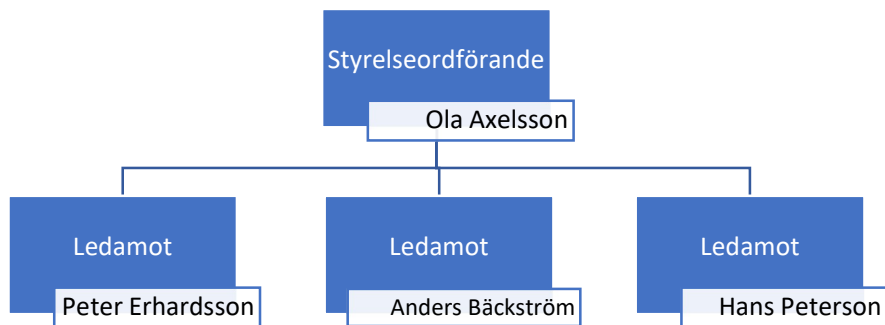 Styrelseordförande
Ola Axelsson
Ledamot
Peter Erhardsson
Ledamot
Anders Bäckström
Ledamot
Hans Peterson